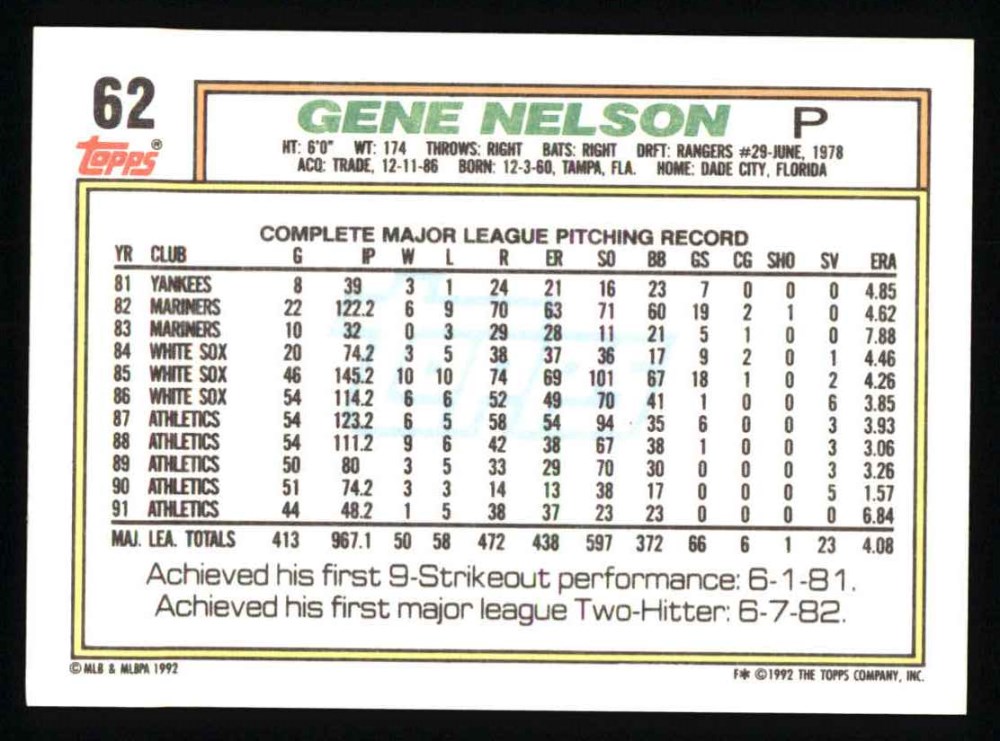 62
GENE NELSON P
topps®
HT: 6'0" WT: 174 THROWS: RIGHT BATS: RIGHT DRFT: RANGERS #29-JUNE, 1978
ACQ: TRADE, 12-11-86 BORN: 12-3-60, TAMPA, FLA. HOME: DADE CITY, FLORIDA
COMPLETE MAJOR LEAGUE PITCHING RECORD
YR CLUB G IP W L R ER SO BB GS CG SHO SV ERA
81 YANKEES 8 39 3 1 24 21 16 23 7 0 0 0 4.85
82 MARINERS 22 122.2 6 9 70 63 71 60 19 2 1 0 4.62
83 MARINERS 10 32 0 3 29 28 11 21 5 1 0 0 7.88
84 WHITE SOX 20 74.2 3 5 38 37 36 17 9 2 0 1 4.46
85 WHITE SOX 46 145.2 10 10 74 69 101 67 18 1 0 2 4.26
86 WHITE SOX 54 114.2 6 6 52 49 70 41 1 0 0 6 3.85
87 ATHLETICS 54 123.2 6 5 58 54 94 35 6 0 0 3 3.93
88 ATHLETICS 54 111.2 9 6 42 38 67 38 1 0 0 3 3.06
89 ATHLETICS 50 80 3 5 33 29 70 30 0 0 0 3 3.26
90 ATHLETICS 51 74.2 3 3 14 13 38 17 0 0 0 5 1.57
91 ATHLETICS 44 48.2 1 5 38 37 23 23 0 0 0 0 6.84
MAJ. LEA. TOTALS 413 967.1 50 58 472 438 597 372 66 6 1 23 4.08
Achieved his first 9-Strikeout performance: 6-1-81.
Achieved his first major league Two-Hitter: 6-7-82.
© MLB & MLBPA 1992
F* © 1992 THE TOPPS COMPANY, INC.